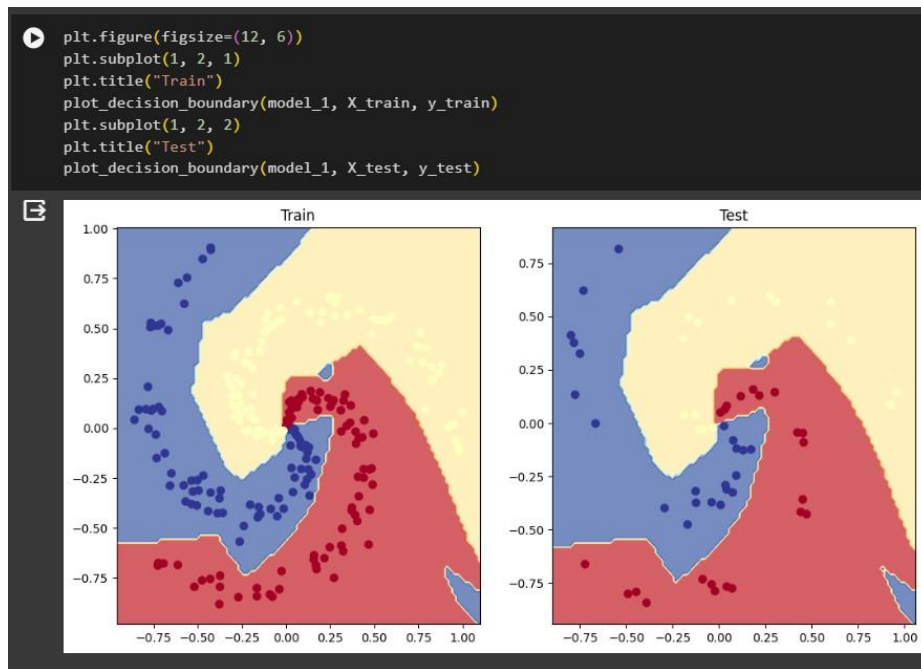 plt.figure(figsize=(12, 6))
plt.subplot(1, 2, 1)
plt.title("Train")
plot_decision_boundary(model_1, X_train, y_train)
plt.subplot(1, 2, 2)
plt.title("Test")
plot_decision_boundary(model_1, X_test, y_test)
Train
1.00
0.75
0.50
0.25
0.00
−0.25
−0.50
−0.75
−0.75 −0.50 −0.25 0.00 0.25 0.50 0.75 1.00
Test
0.75
0.50
0.25
0.00
−0.25
−0.50
−0.75
−0.75 −0.50 −0.25 0.00 0.25 0.50 0.75 1.00